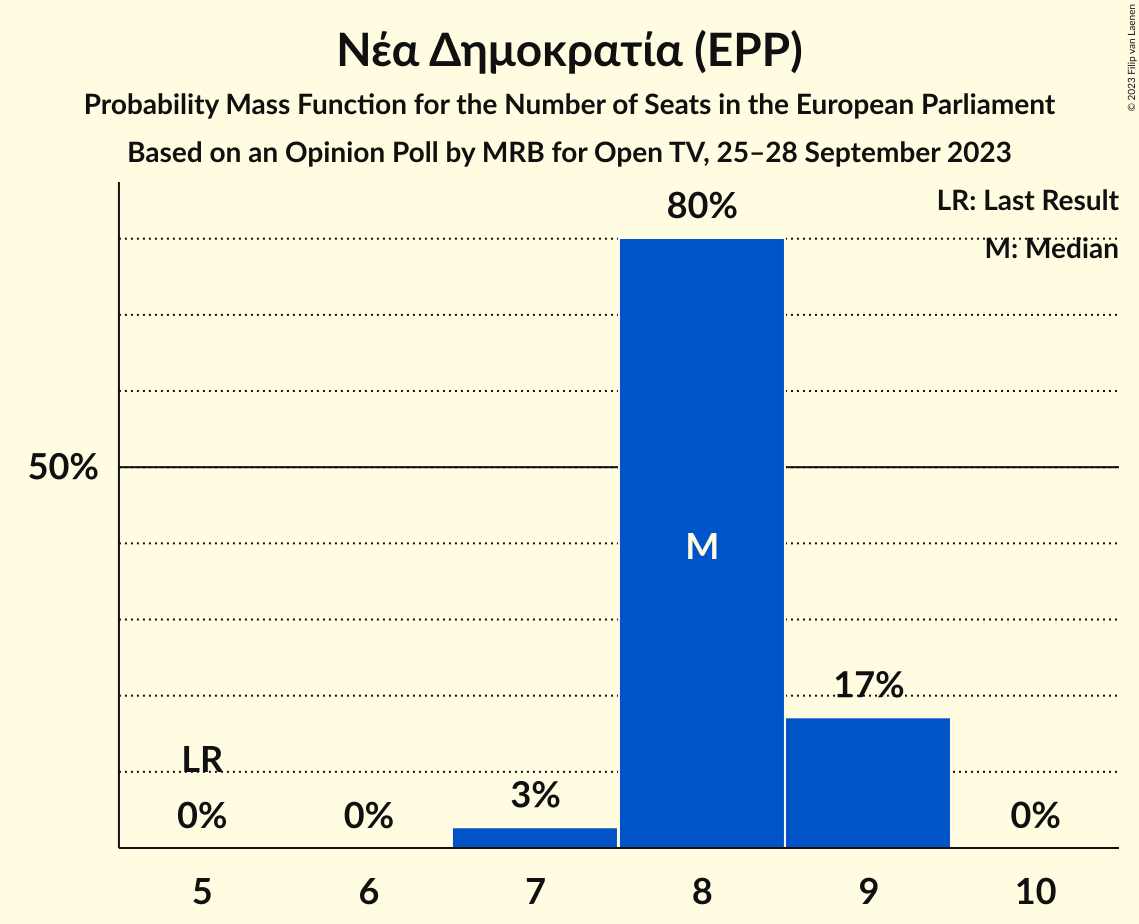 Νέα Δημοκρατία (EPP)
Probability Mass Function for the Number of Seats in the European Parliament
Based on an Opinion Poll by MRB for Open TV, 25–28 September 2023
© 2023 Filip van Laenen
LR: Last Result
M: Median
80%
50%
M
17%
LR
3%
0%
0%
0%
5 6 7 8 9 10